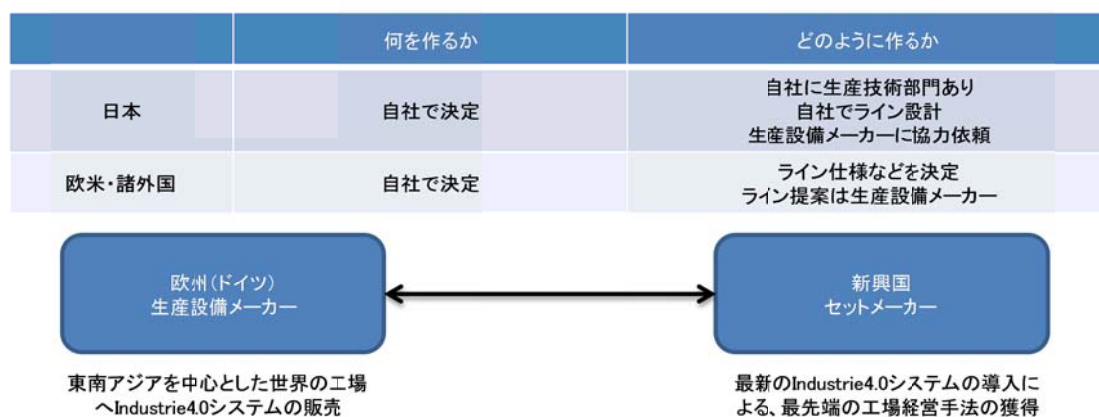 何を作るか
どのように作るか
日本
自社で決定
自社に生産技術部門あり
自社でライン設計
生産設備メーカーに協力依頼
欧米・諸外国
自社で決定
ライン仕様などを決定
ライン提案は生産設備メーカー
欧州(ドイツ)
生産設備メーカー
新興国
セットメーカー
東南アジアを中心とした世界の工場
へIndustrie4.0システムの販売
最新のIndustrie4.0システムの導入に
よる、最先端の工場経営手法の獲得